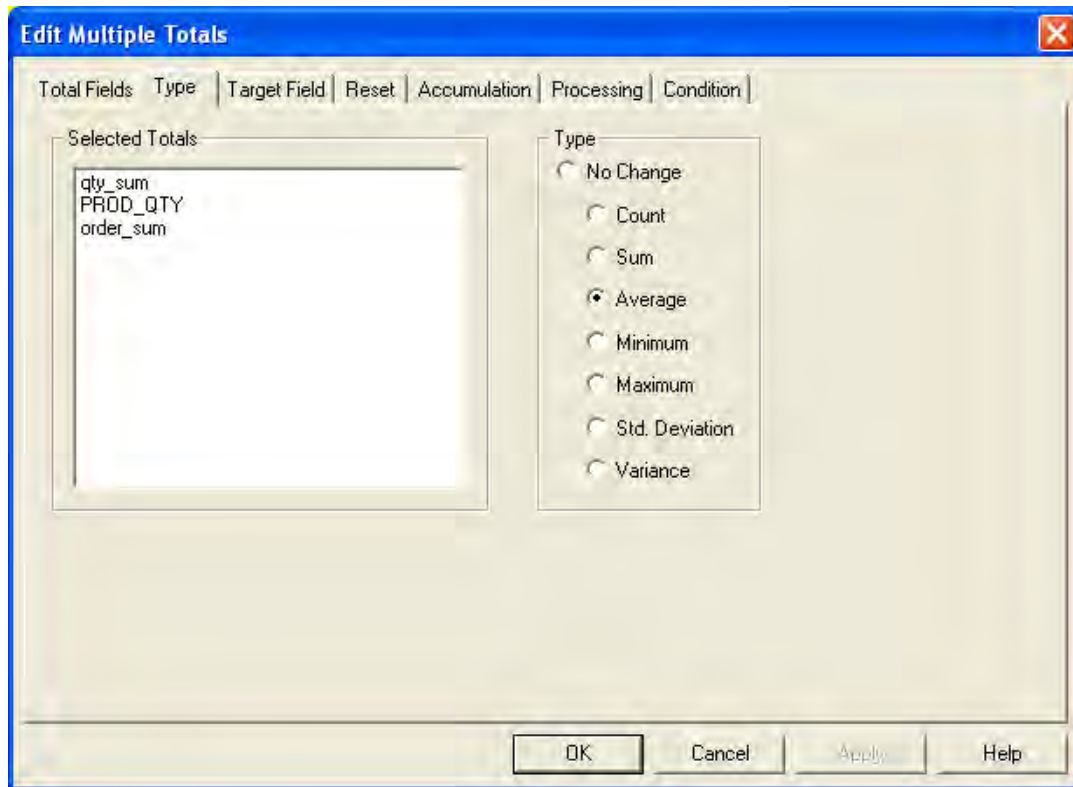 Edit Multiple Totals
Total Fields Type Target Field Reset Accumulation Processing Condition
Selected Totals
qty_sum
PROD_QTY
order_sum
Type
No Change
Count
Sum
Average
Minimum
Maximum
Std. Deviation
Variance
OK Cancel Apply Help